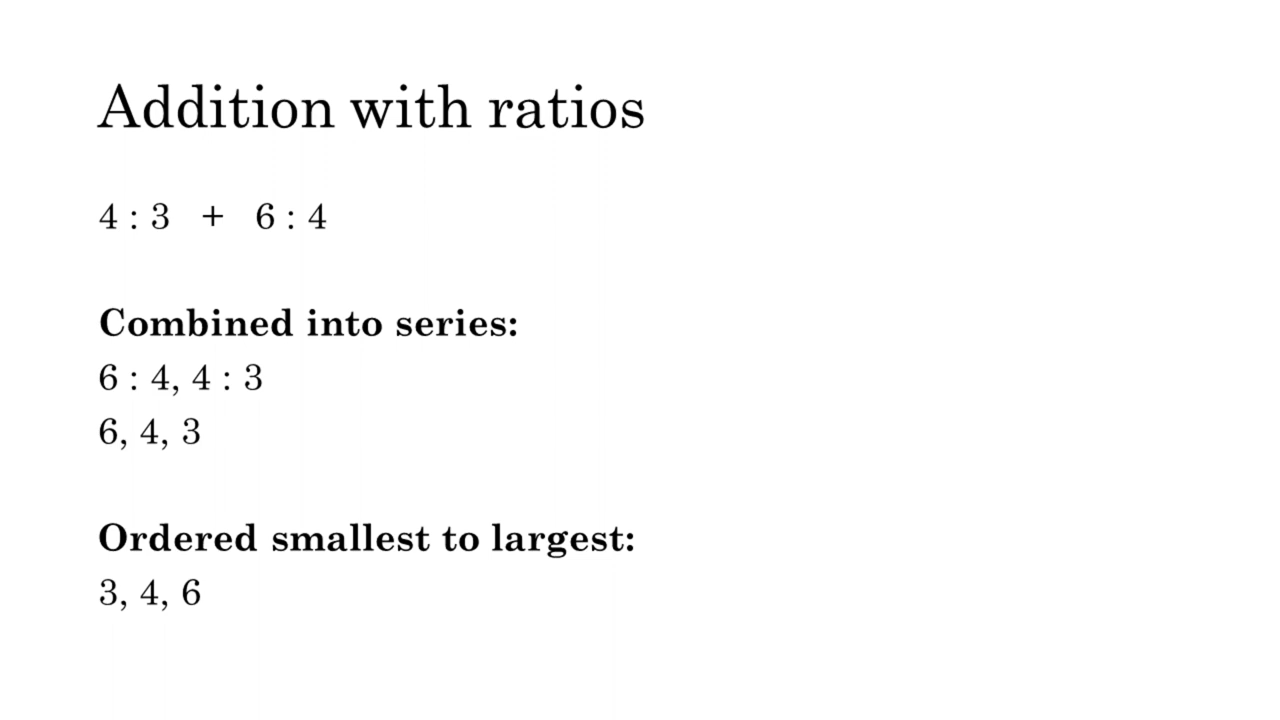 Addition with ratios
4 : 3 + 6 : 4
Combined into series:
6 : 4, 4 : 3
6, 4, 3
Ordered smallest to largest:
3, 4, 6